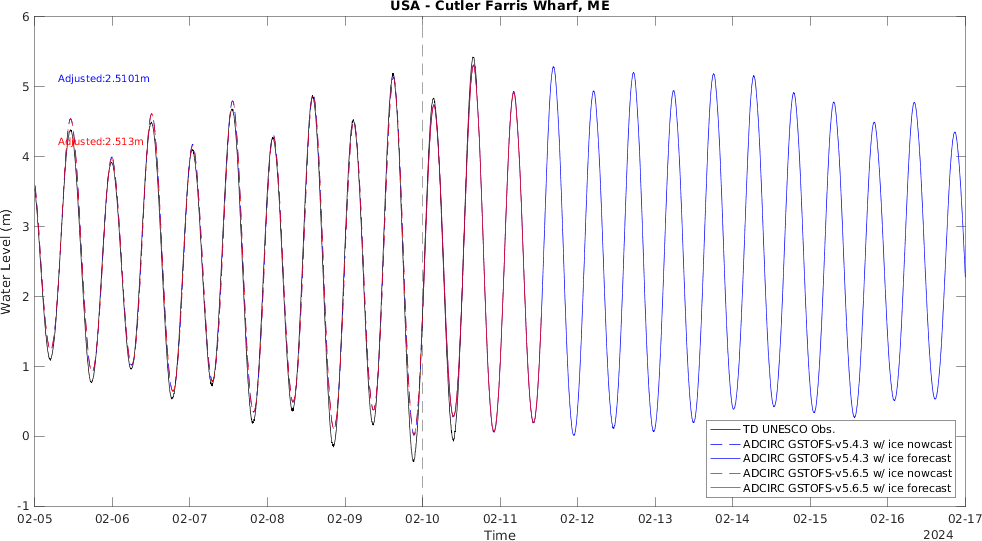 USA - Cutler Farris Wharf, ME
6
5
4
3
2
1
0
-1
Water Level (m)
Adjusted:2.5101m
Adjusted:2.513m
TD UNESCO Obs.
ADCIRC GSTOFS-v5.4.3 w/ ice nowcast
ADCIRC GSTOFS-v5.4.3 w/ ice forecast
ADCIRC GSTOFS-v5.6.5 w/ ice nowcast
ADCIRC GSTOFS-v5.6.5 w/ ice forecast
02-05 02-06 02-07 02-08 02-09 02-10 02-11 02-12 02-13 02-14 02-15 02-16 02-17
Time
2024